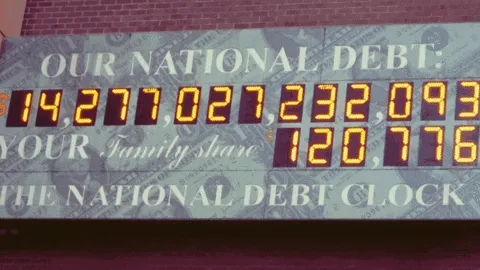 OUR NATIONAL DEBT:
$14,277,027,232,093
YOUR Family share $120,776
THE NATIONAL DEBT CLOCK